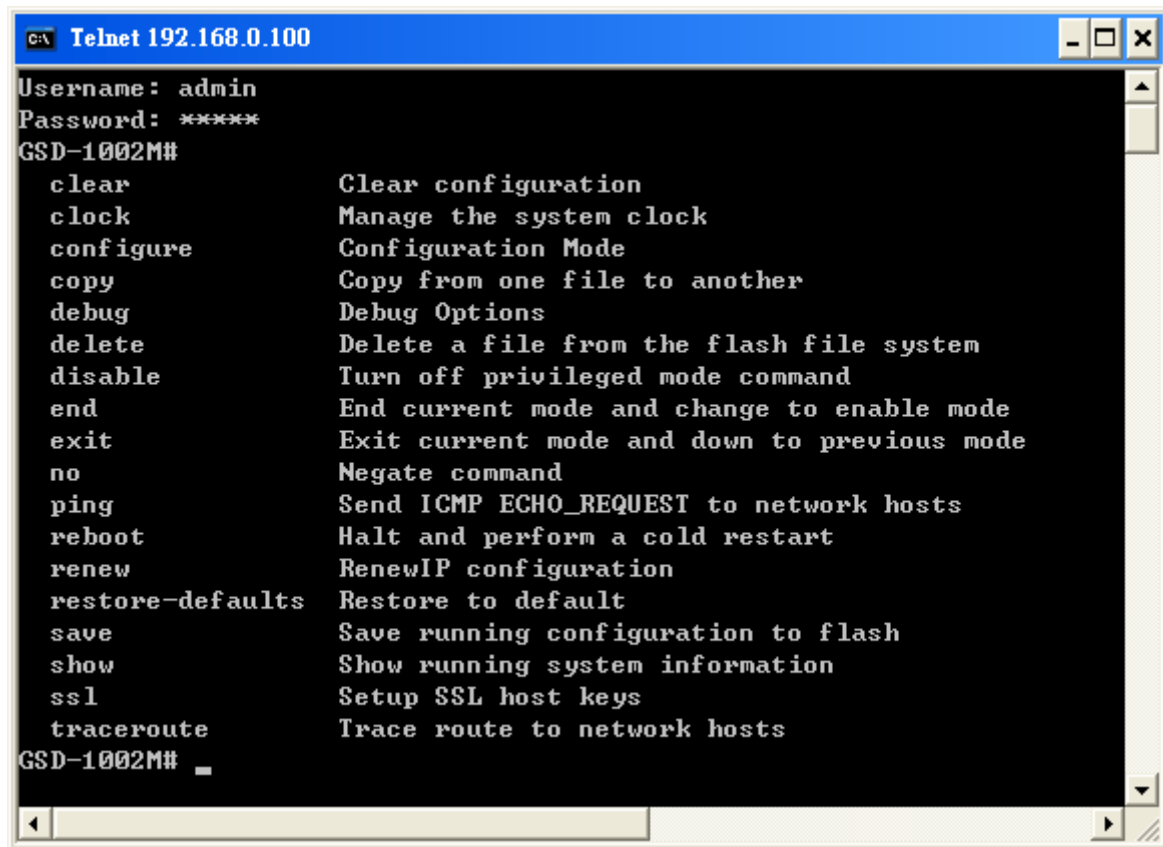 Telnet 192.168.0.100
Username: admin
Password: *****
GSD-1002M#
  clear            Clear configuration
  clock            Manage the system clock
  configure        Configuration Mode
  copy             Copy from one file to another
  debug            Debug Options
  delete           Delete a file from the flash file system
  disable          Turn off privileged mode command
  end              End current mode and change to enable mode
  exit             Exit current mode and down to previous mode
  no               Negate command
  ping             Send ICMP ECHO_REQUEST to network hosts
  reboot           Halt and perform a cold restart
  renew            RenewIP configuration
  restore-defaults Restore to default
  save             Save running configuration to flash
  show             Show running system information
  ssl              Setup SSL host keys
  traceroute       Trace route to network hosts
GSD-1002M# _